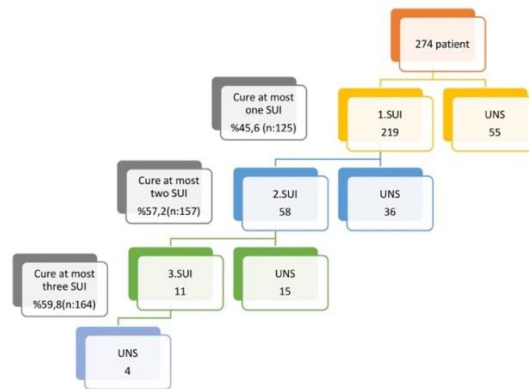 274 patient
Cure at most
one SUI
%45,6 (n:125)
1.SUI
219
UNS
55
Cure at most
two SUI
%57,2(n:157)
2.SUI
58
UNS
36
Cure at most
three SUI
%59,8(n:164)
3.SUI
11
UNS
15
UNS
4